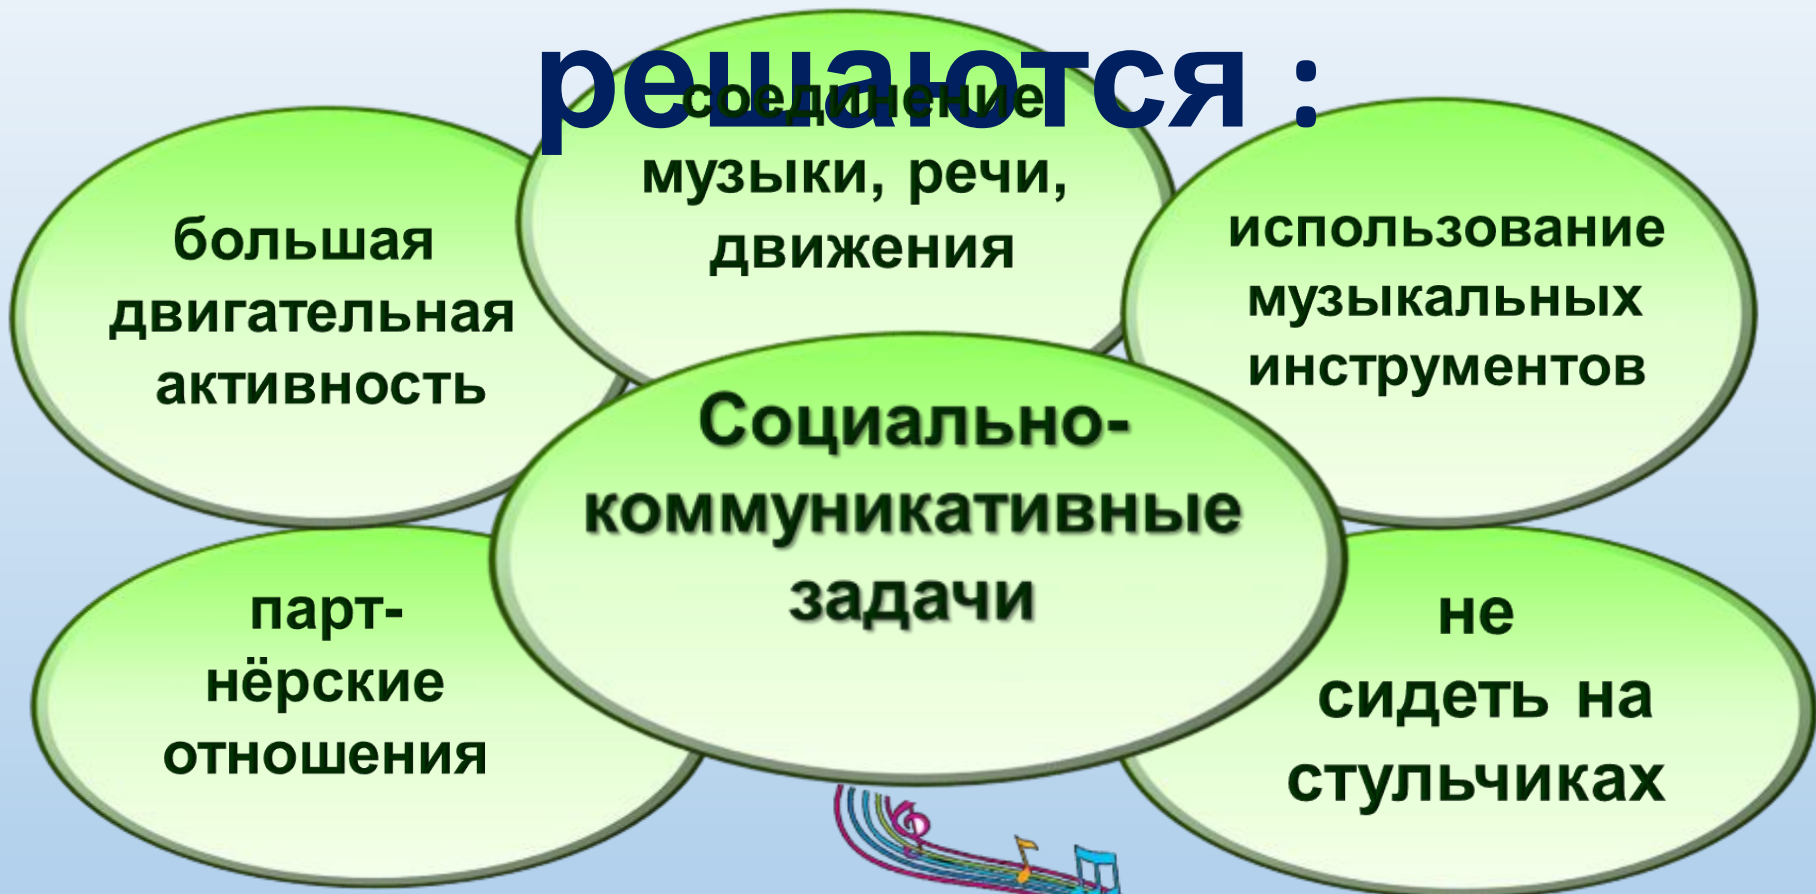 решаются :
соединение
музыки, речи,
движения
большая
двигательная
активность
использование
музыкальных
инструментов
Социально-
коммуникативные
задачи
парт-
нёрские
отношения
не
сидеть на
стульчиках